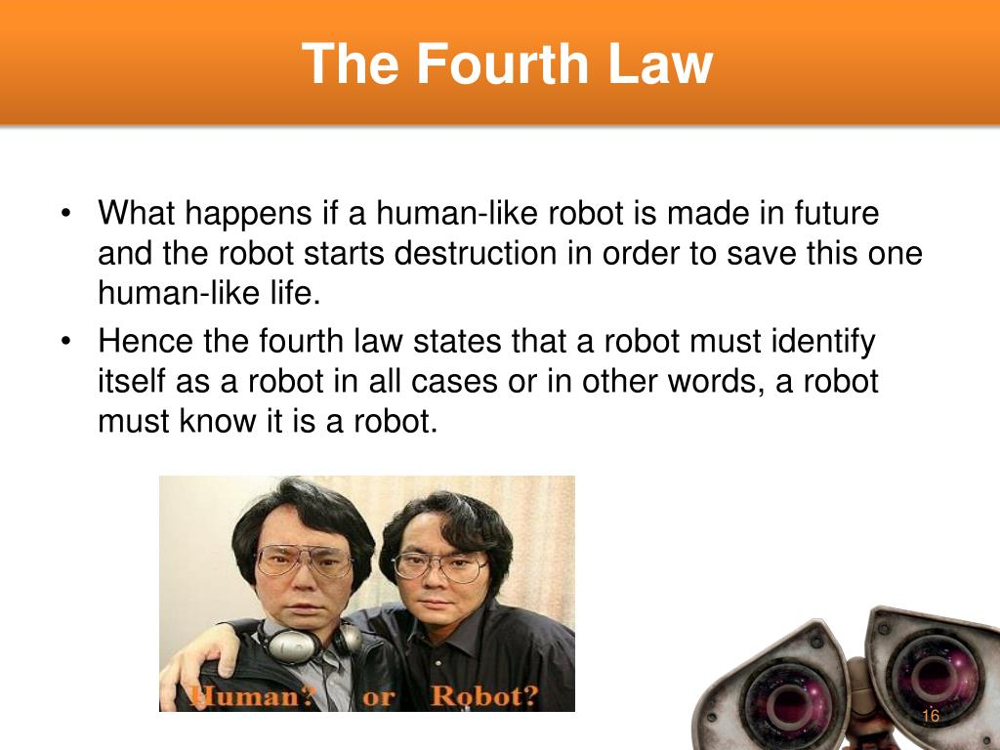 The Fourth Law
• What happens if a human-like robot is made in future
and the robot starts destruction in order to save this one
human-like life.
• Hence the fourth law states that a robot must identify
itself as a robot in all cases or in other words, a robot
must know it is a robot.
Human? or Robot?
16